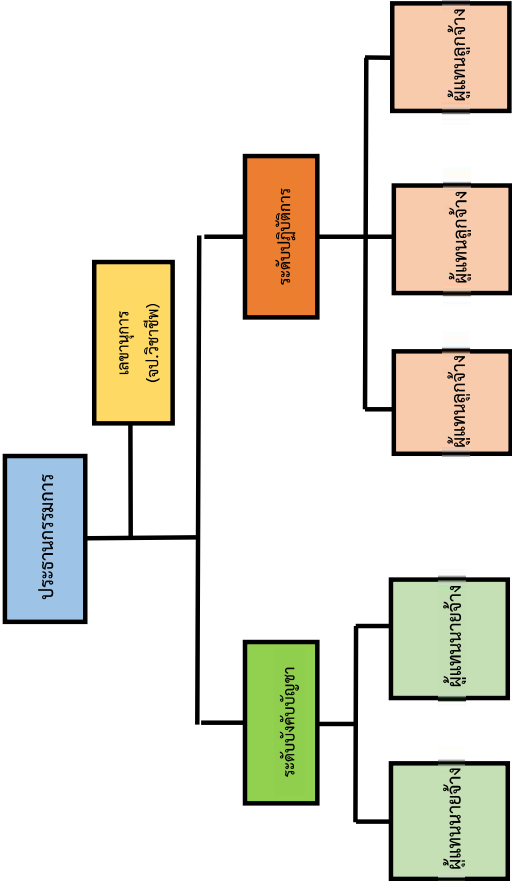 ประธานกรรมการ
เลขานุการ
(จป.วิชาชีพ)
ระดับบังคับบัญชา
ระดับปฏิบัติการ
ผู้แทนนายจ้าง
ผู้แทนนายจ้าง
ผู้แทนลูกจ้าง
ผู้แทนลูกจ้าง
ผู้แทนลูกจ้าง